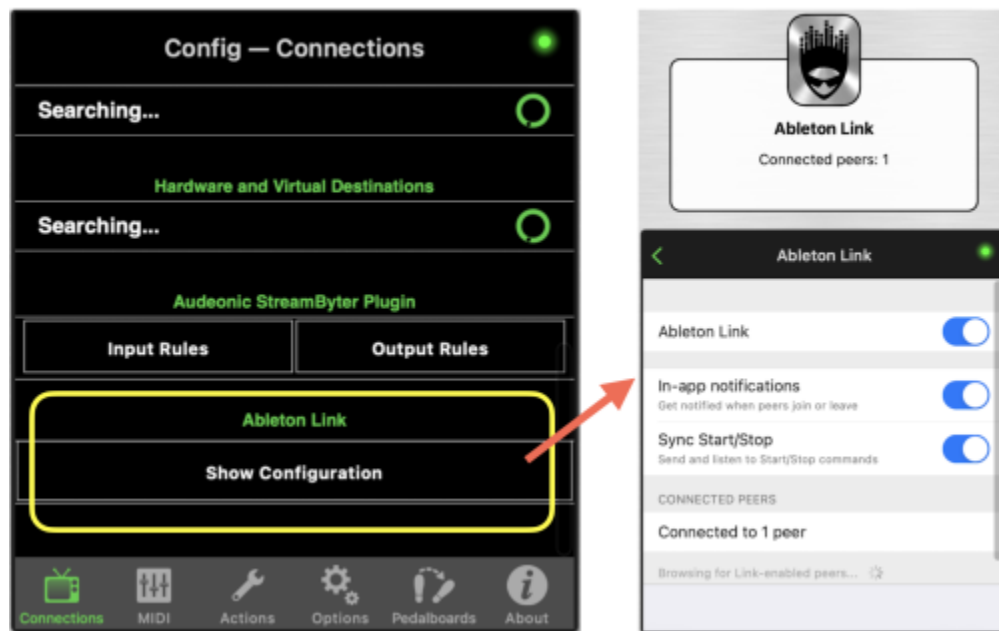 Config — Connections
Searching...
Hardware and Virtual Destinations
Searching...
Audeonic StreamByter Plugin
Input Rules
Output Rules
Ableton Link
Show Configuration
Connections
MIDI
Actions
Options
Pedalboards
About
Ableton Link
Connected peers: 1
Ableton Link
Ableton Link
In-app notifications
Get notified when peers join or leave
Sync Start/Stop
Send and listen to Start/Stop commands
CONNECTED PEERS
Connected to 1 peer
Browsing for Link-enabled peers...